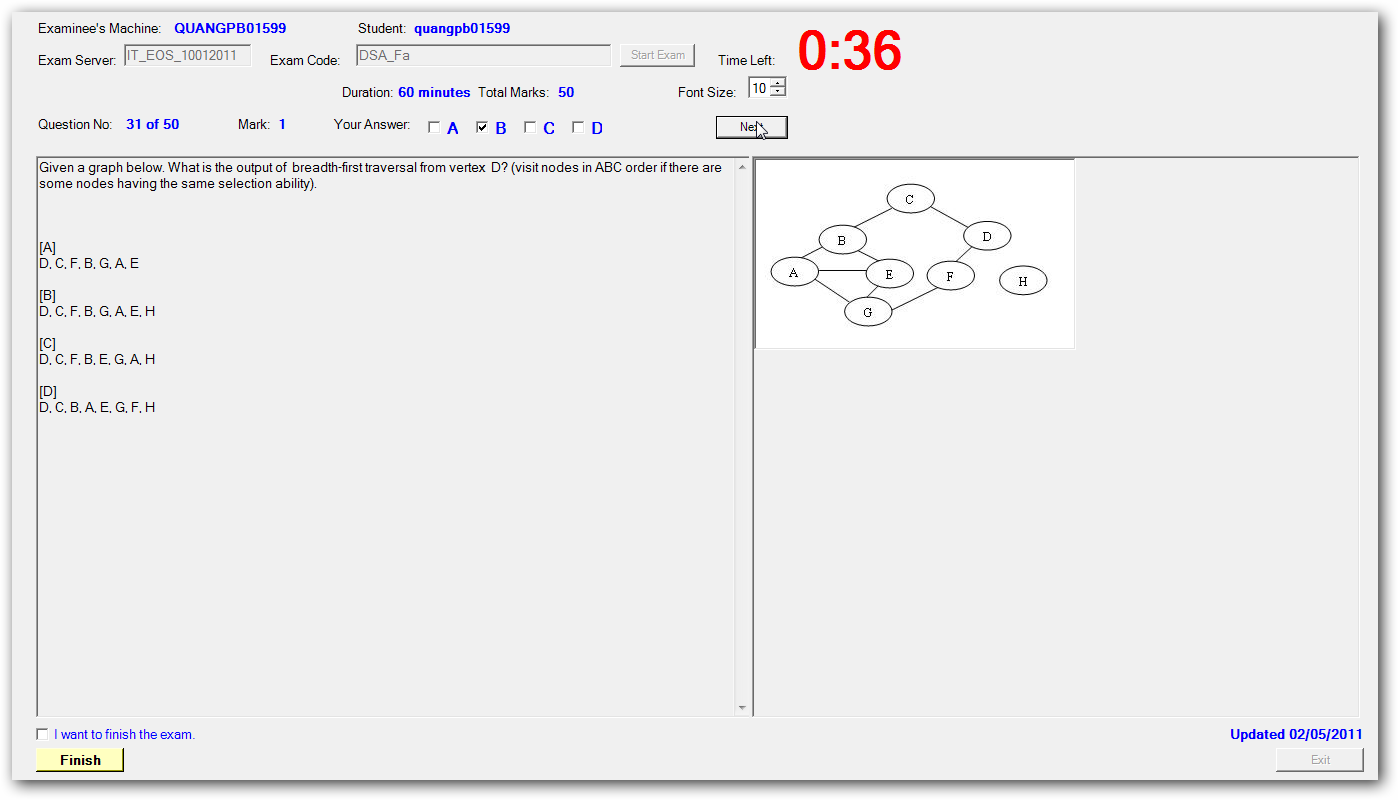 Examinee's Machine: QUANGPB01599 Student: quangpb01599 0:36
Exam Server: IT_EOS_10012011 Exam Code: DSA_Fa Start Exam Time Left:
Duration: 60 minutes Total Marks: 50 Font Size: 10
Question No: 31 of 50 Mark: 1 Your Answer: A B C D
Given a graph below. What is the output of breadth-first traversal from vertex D? (visit nodes in ABC order if there are
some nodes having the same selection ability).
[A]
D, C, F, B, G, A, E
[B]
D, C, F, B, G, A, E, H
[C]
D, C, F, B, E, G, A, H
[D]
D, C, B, A, E, G, F, H
C
B D
A E F H
G
I want to finish the exam. Updated 02/05/2011
Finish Exit